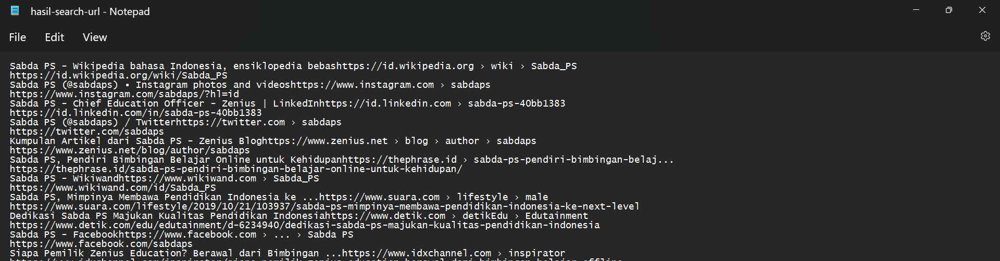 hasil-search-url - Notepad
File Edit View
Sabda PS - Wikipedia bahasa Indonesia, ensiklopedia bebashttps://id.wikipedia.org › wiki › Sabda_PS
https://id.wikipedia.org/wiki/Sabda_PS
Sabda PS (@sabdaps) • Instagram photos and videoshttps://www.instagram.com › sabdaps
https://www.instagram.com/sabdaps/?hl=id
Sabda PS - Chief Education Officer - Zenius | LinkedInhttps://id.linkedin.com › sabda-ps-40bb1383
https://id.linkedin.com/in/sabda-ps-40bb1383
Sabda PS (@sabdaps) / Twitterhttps://twitter.com › sabdaps
https://twitter.com/sabdaps
Kumpulan Artikel dari Sabda PS - Zenius Bloghttps://www.zenius.net › blog › author › sabdaps
https://www.zenius.net/blog/author/sabdaps
Sabda PS, Pendiri Bimbingan Belajar Online untuk Kehidupanhttps://thephrase.id › sabda-ps-pendiri-bimbingan-belaj...
https://thephrase.id/sabda-ps-pendiri-bimbingan-belajar-online-untuk-kehidupan/
Sabda PS - Wikiwandhttps://www.wikiwand.com › Sabda_PS
https://www.wikiwand.com/id/Sabda_PS
Sabda PS, Mimpinya Membawa Pendidikan Indonesia ke ...https://www.suara.com › lifestyle › male
https://www.suara.com/lifestyle/2019/10/21/103937/sabda-ps-mimpinya-membawa-pendidikan-indonesia-ke-next-level
Dedikasi Sabda PS Majukan Kualitas Pendidikan Indonesiahttps://www.detik.com › detikEdu › Edutainment
https://www.detik.com/edu/edutainment/d-6234940/dedikasi-sabda-ps-majukan-kualitas-pendidikan-indonesia
Sabda PS - Facebookhttps://www.facebook.com › ... › Sabda PS
https://www.facebook.com/sabdaps
Siapa Pemilik Zenius Education? Berawal dari Bimbingan ...https://www.idxchannel.com › inspirator